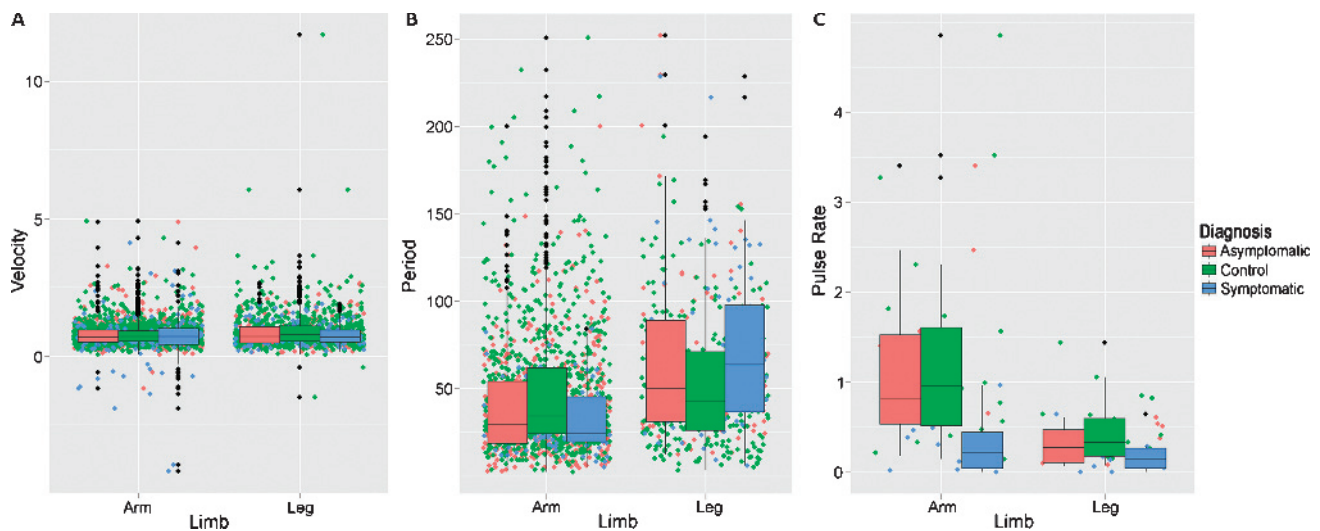 A
Velocity
10
5
0
Arm
Leg
Limb
B
Period
250
200
150
100
50
Arm
Leg
Limb
C
Pulse Rate
4
3
2
1
0
Arm
Leg
Limb
Diagnosis
Asymptomatic
Control
Symptomatic